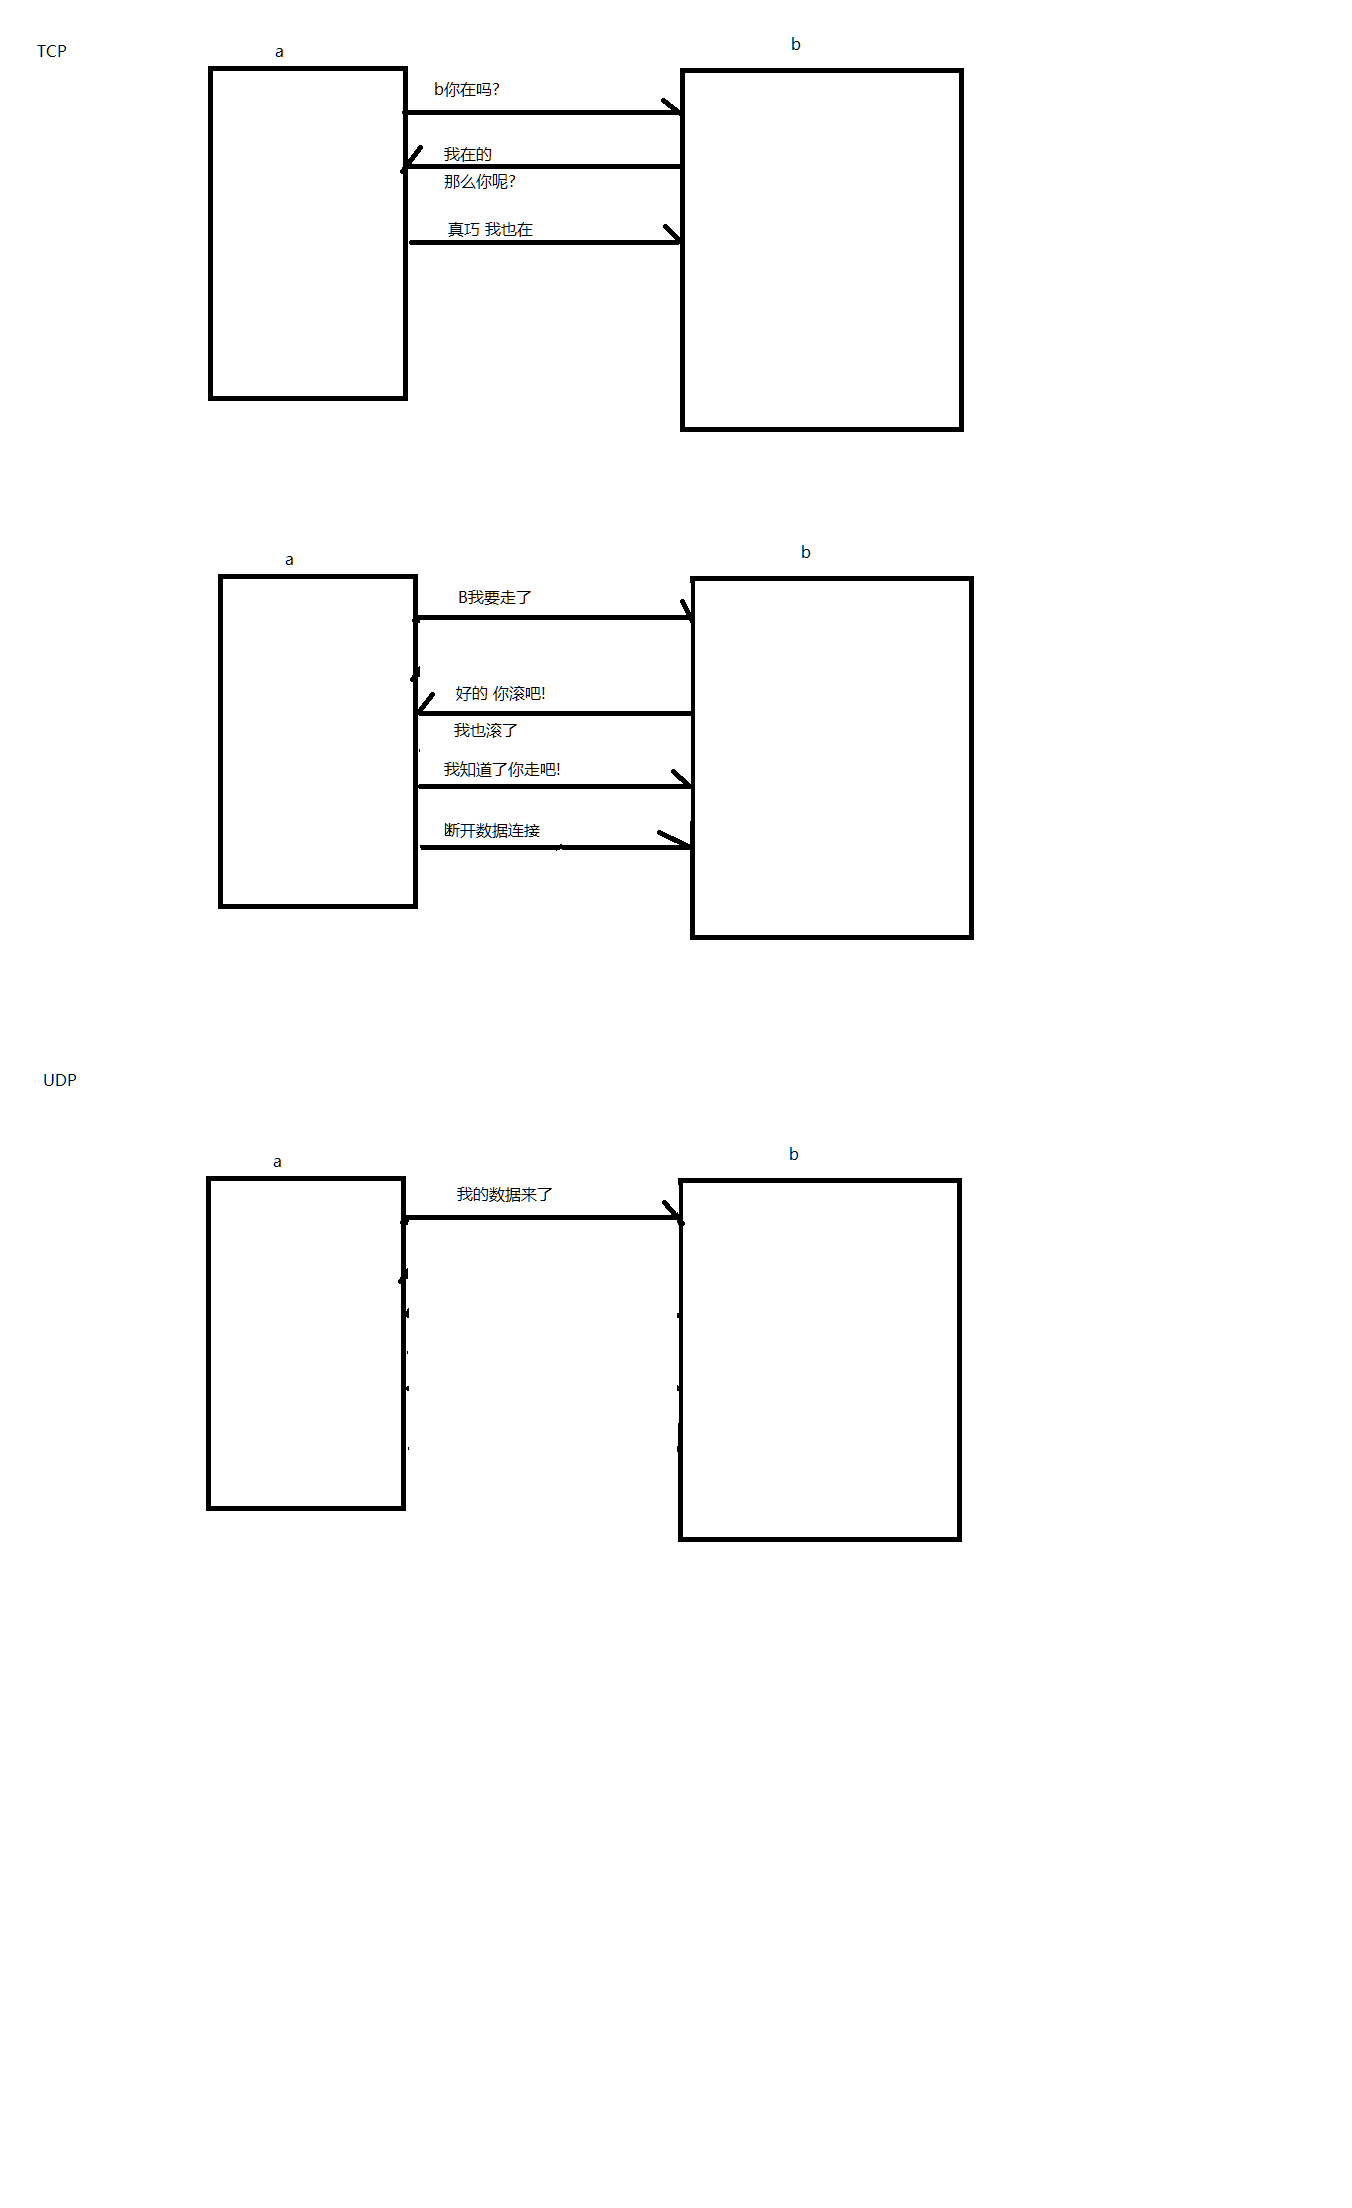 TCP
a
b
b你在吗?
我在的
那么你呢?
真巧 我也在
a
b
B我要走了
好的 你滚吧!
我也滚了
我知道了你走吧!
断开数据连接
UDP
a
b
我的数据来了